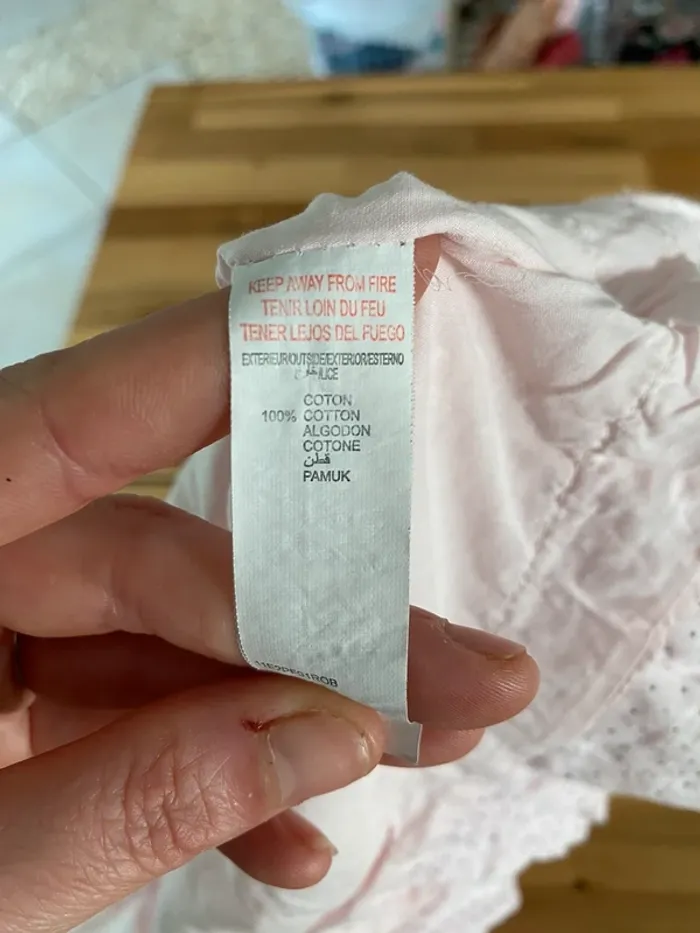 KEEP AWAY FROM FIRE
TENIR LOIN DU FEU
TENER LEJOS DEL FUEGO
EXTERIEUR/OUTSIDE/EXTERIOR/ESTERNO
COTON
100% COTTON
ALGODON
COTONE
قطن
PAMUK